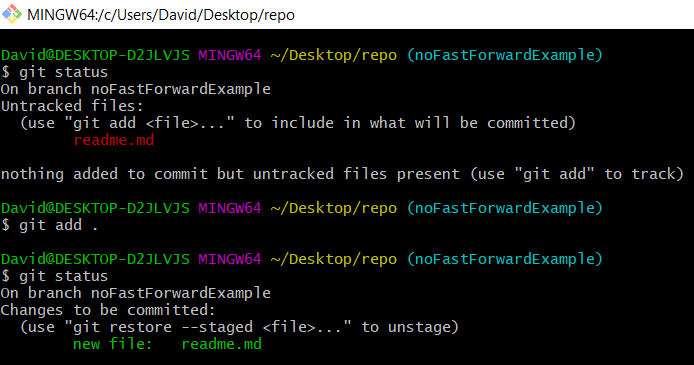 MINGW64:/c/Users/David/Desktop/repo
David@DESKTOP-D2JLVJS MINGW64 ~/Desktop/repo (noFastForwardExample)
$ git status
On branch noFastForwardExample
Untracked files:
  (use "git add <file>..." to include in what will be committed)
        readme.md

nothing added to commit but untracked files present (use "git add" to track)

David@DESKTOP-D2JLVJS MINGW64 ~/Desktop/repo (noFastForwardExample)
$ git add .

David@DESKTOP-D2JLVJS MINGW64 ~/Desktop/repo (noFastForwardExample)
$ git status
On branch noFastForwardExample
Changes to be committed:
  (use "git restore --staged <file>..." to unstage)
        new file:   readme.md